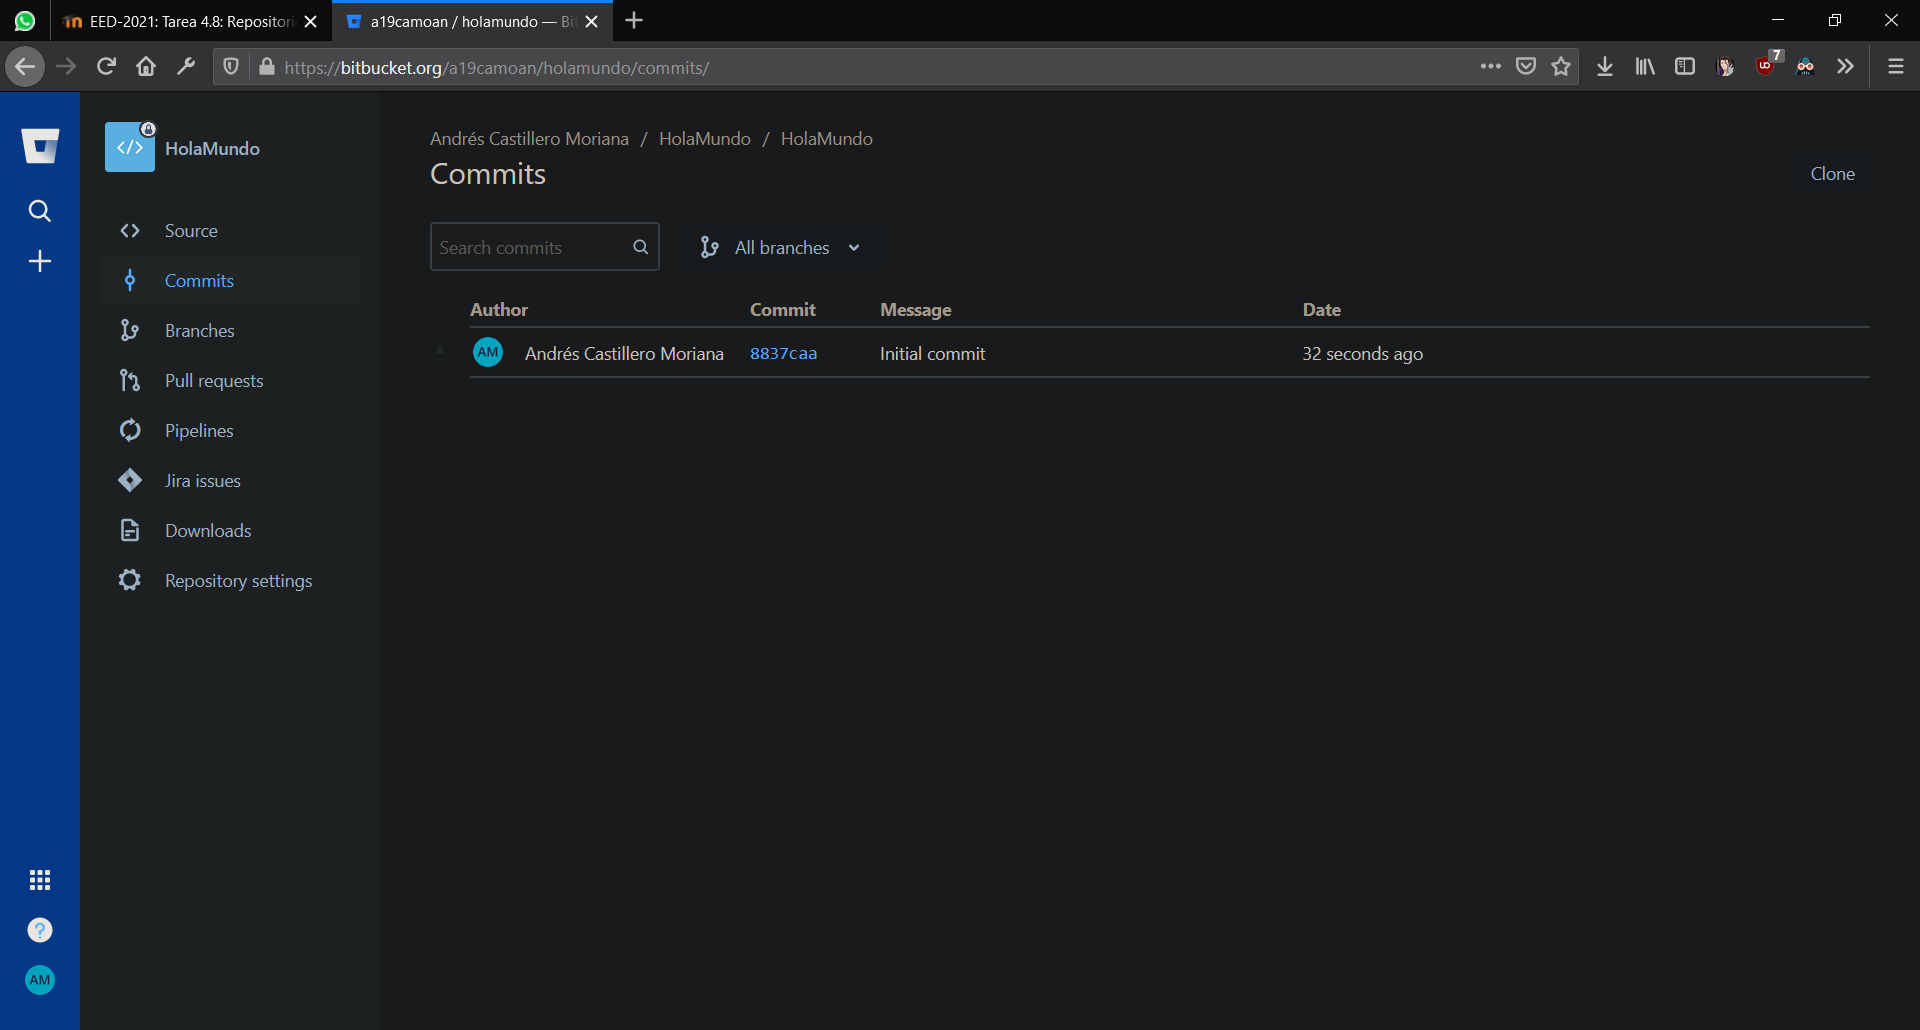 EED-2021: Tarea 4.8: Repositori
a19camoan / holamundo — Bi
https://bitbucket.org/a19camoan/holamundo/commits/
7
HolaMundo
Source
Commits
Branches
Pull requests
Pipelines
Jira issues
Downloads
Repository settings
AM
Andrés Castillero Moriana / HolaMundo / HolaMundo
Commits
Clone
Search commits
All branches
Author Commit Message Date
AM Andrés Castillero Moriana 8837caa Initial commit 32 seconds ago